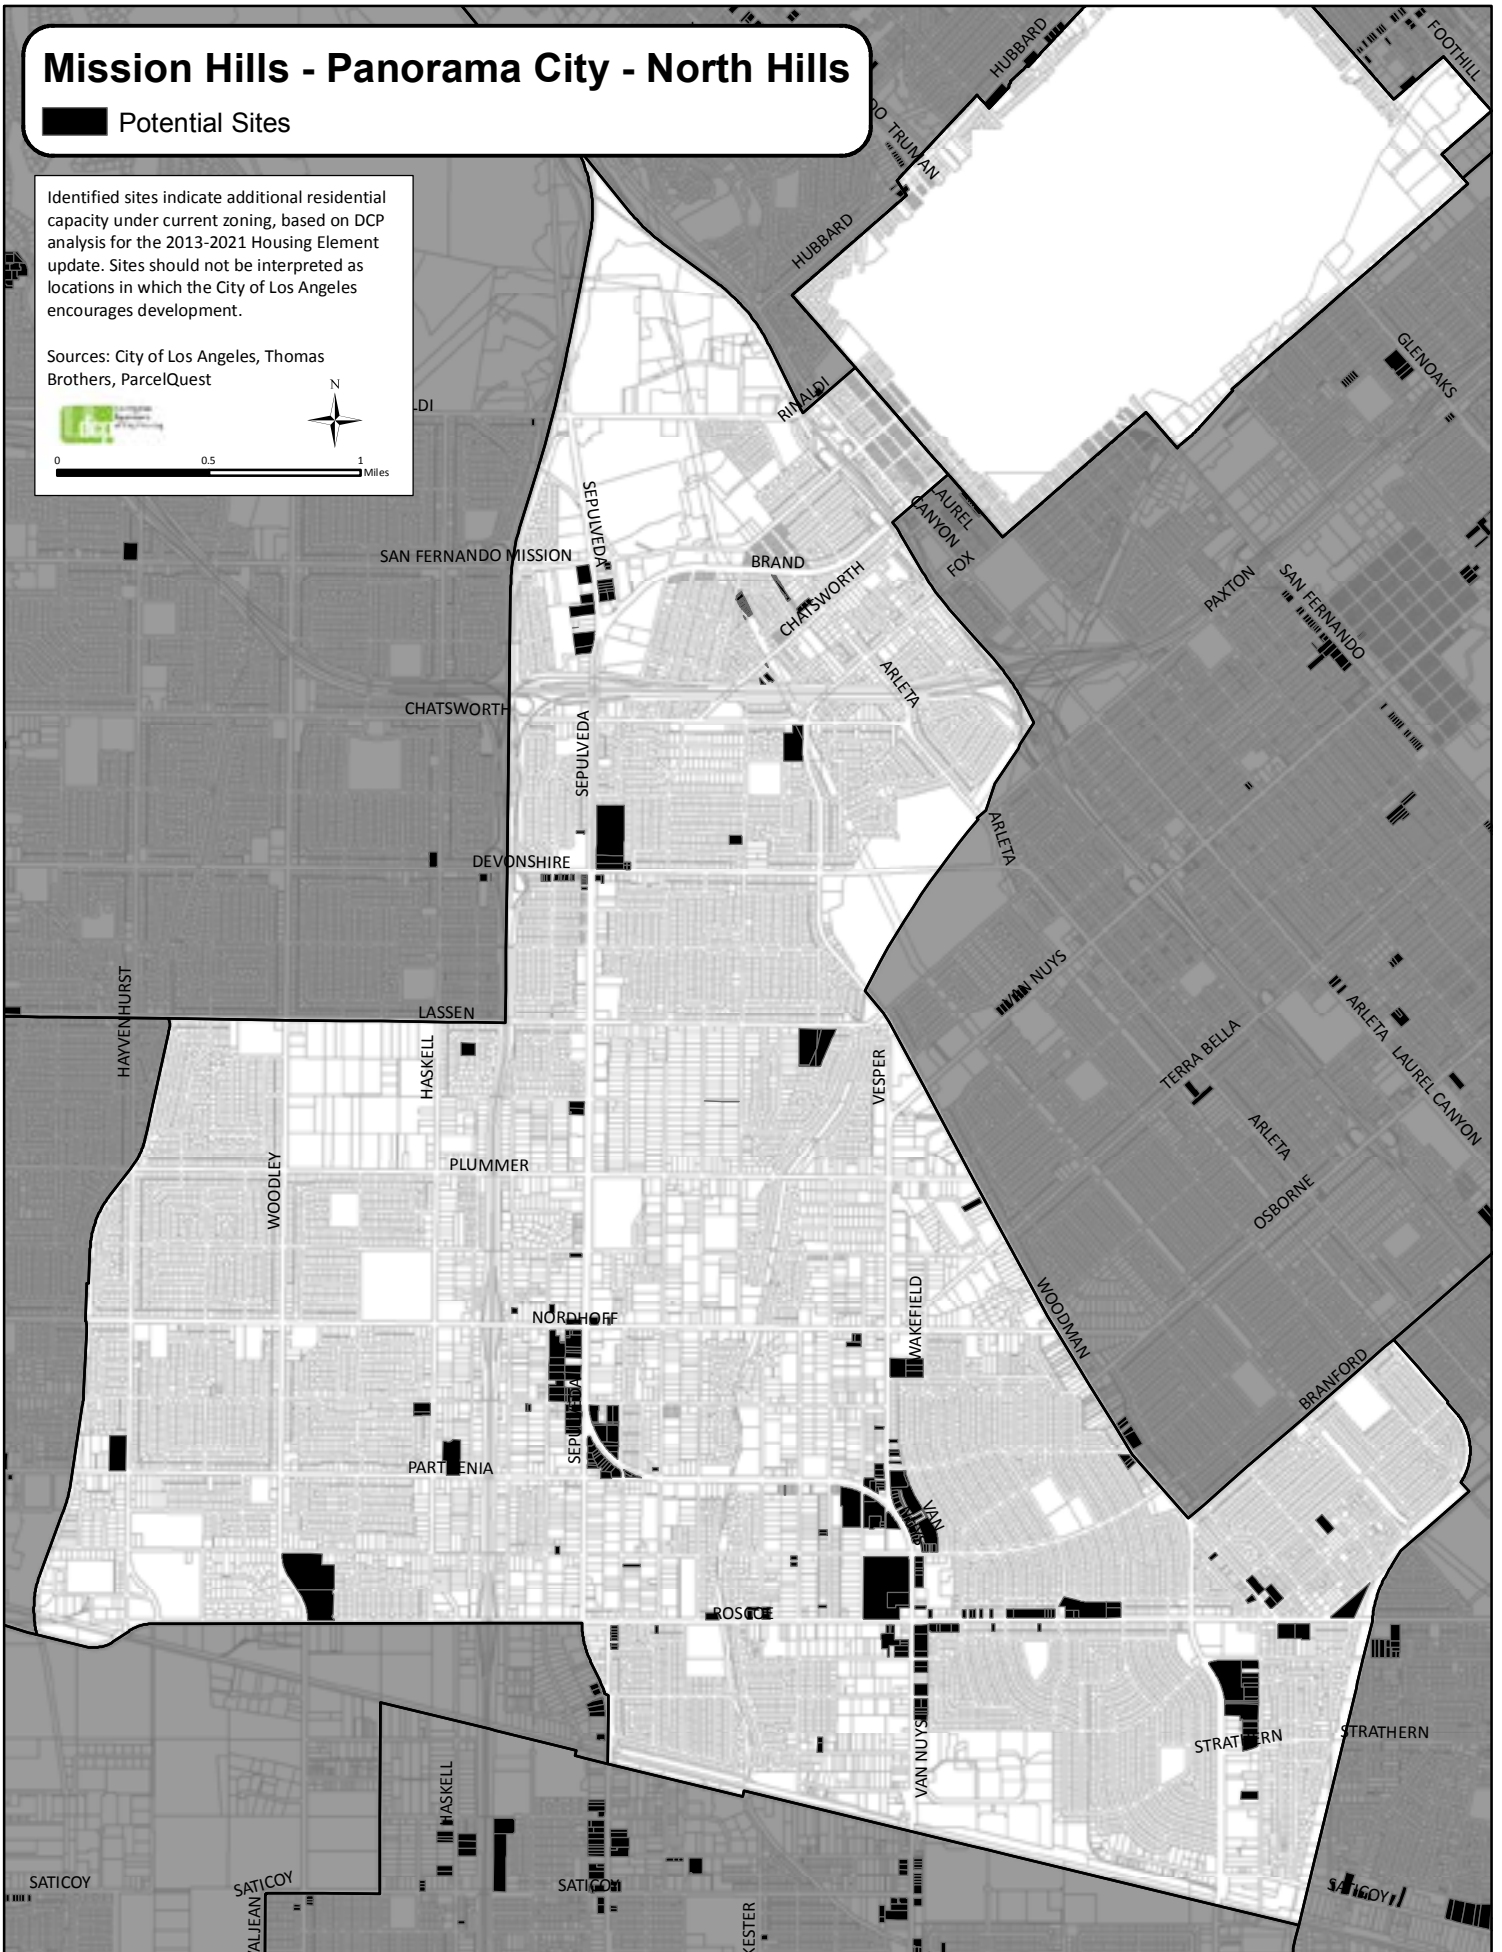 Mission Hills - Panorama City - North Hills
Potential Sites
Identified sites indicate additional residential
capacity under current zoning, based on DCP
analysis for the 2013-2021 Housing Element
update. Sites should not be interpreted as
locations in which the City of Los Angeles
encourages development.
Sources: City of Los Angeles, Thomas
Brothers, ParcelQuest
N
dcp
0 0.5 1
Miles
HUBBARD
FOOTHILL
DO TRUMAN
HUBBARD
GLENOAKS
LDI
RINALDI
SEPULVEDA
LAUREL
CANYON
FOX
SAN FERNANDO MISSION
BRAND
CHATSWORTH
PAXTON
SAN FERNANDO
ARLETA
CHATSWORTH
SEPULVEDA
ARLETA
DEVONSHIRE
HAYVENHURST
VAN NUYS
LASSEN
HASKELL
VESPER
TERRA BELLA
ARLETA
LAUREL CANYON
ARLETA
PLUMMER
WOODLEY
OSBORNE
WAKEFIELD
WOODMAN
NORDHOFF
SEPULVEDA
BRANFORD
PARTHENIA
VAN
NUYS
ROSCOE
VAN NUYS
STRATHERN
STRATHERN
HASKELL
SATICOY
SATICOY
SATICOY
SATICOY
ALJEAN
KESTER